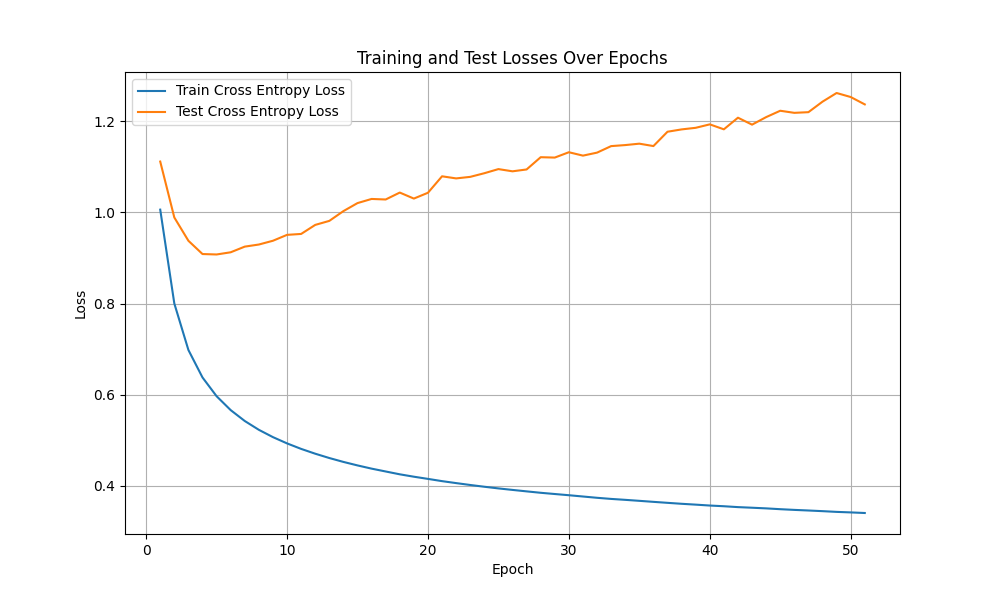 Training and Test Losses Over Epochs
Train Cross Entropy Loss
Test Cross Entropy Loss
Loss
1.2
1.0
0.8
0.6
0.4
0
10
20
30
40
50
Epoch